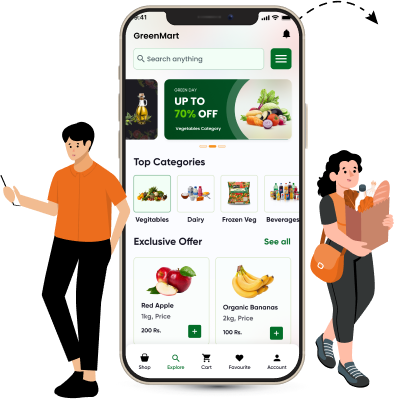 9:41
GreenMart
Search anything
GREEN DAY
UP TO
70% OFF
Vegetables Category
Top Categories
Vegitables Dairy Frozen Veg Beverages
Exclusive Offer See all
Red Apple
1kg, Price
200 Rs.
Organic Bananas
2kg, Price
100 Rs.
Shop Explore Cart Favourite Account